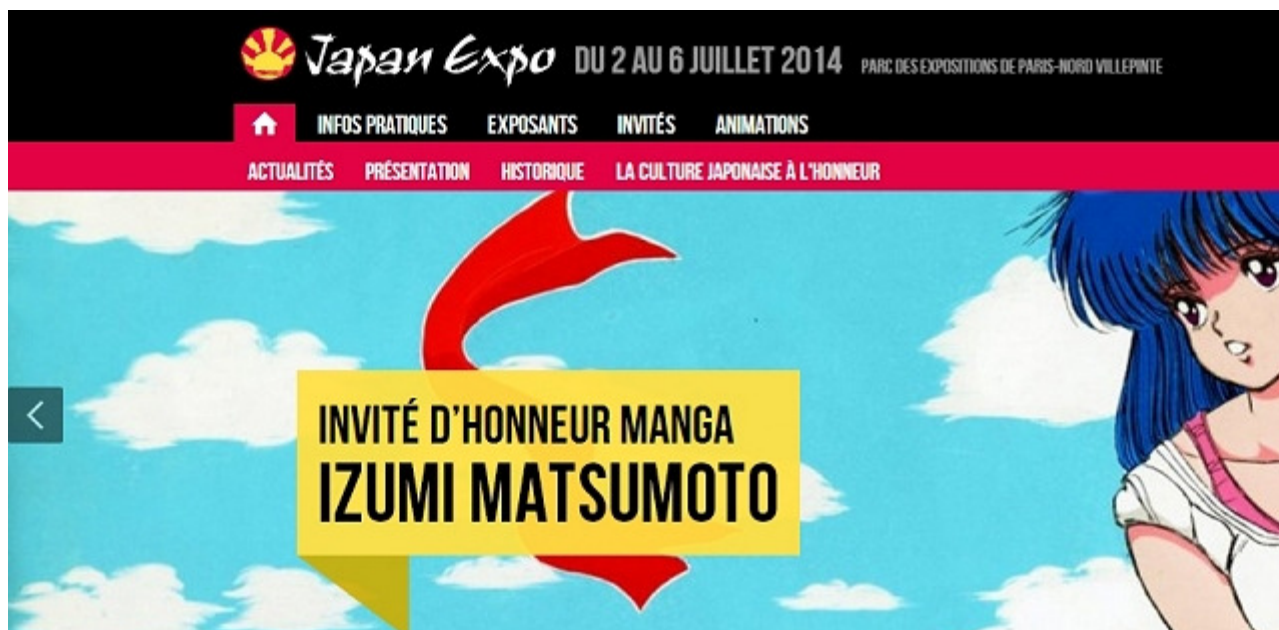 Japan Expo DU 2 AU 6 JUILLET 2014 PARC DES EXPOSITIONS DE PARIS-NORD VILLEPINTE
INFOS PRATIQUES EXPOSANTS INVITÉS ANIMATIONS
ACTUALITÉS PRÉSENTATION HISTORIQUE LA CULTURE JAPONAISE À L'HONNEUR
INVITÉ D'HONNEUR MANGA
IZUMI MATSUMOTO